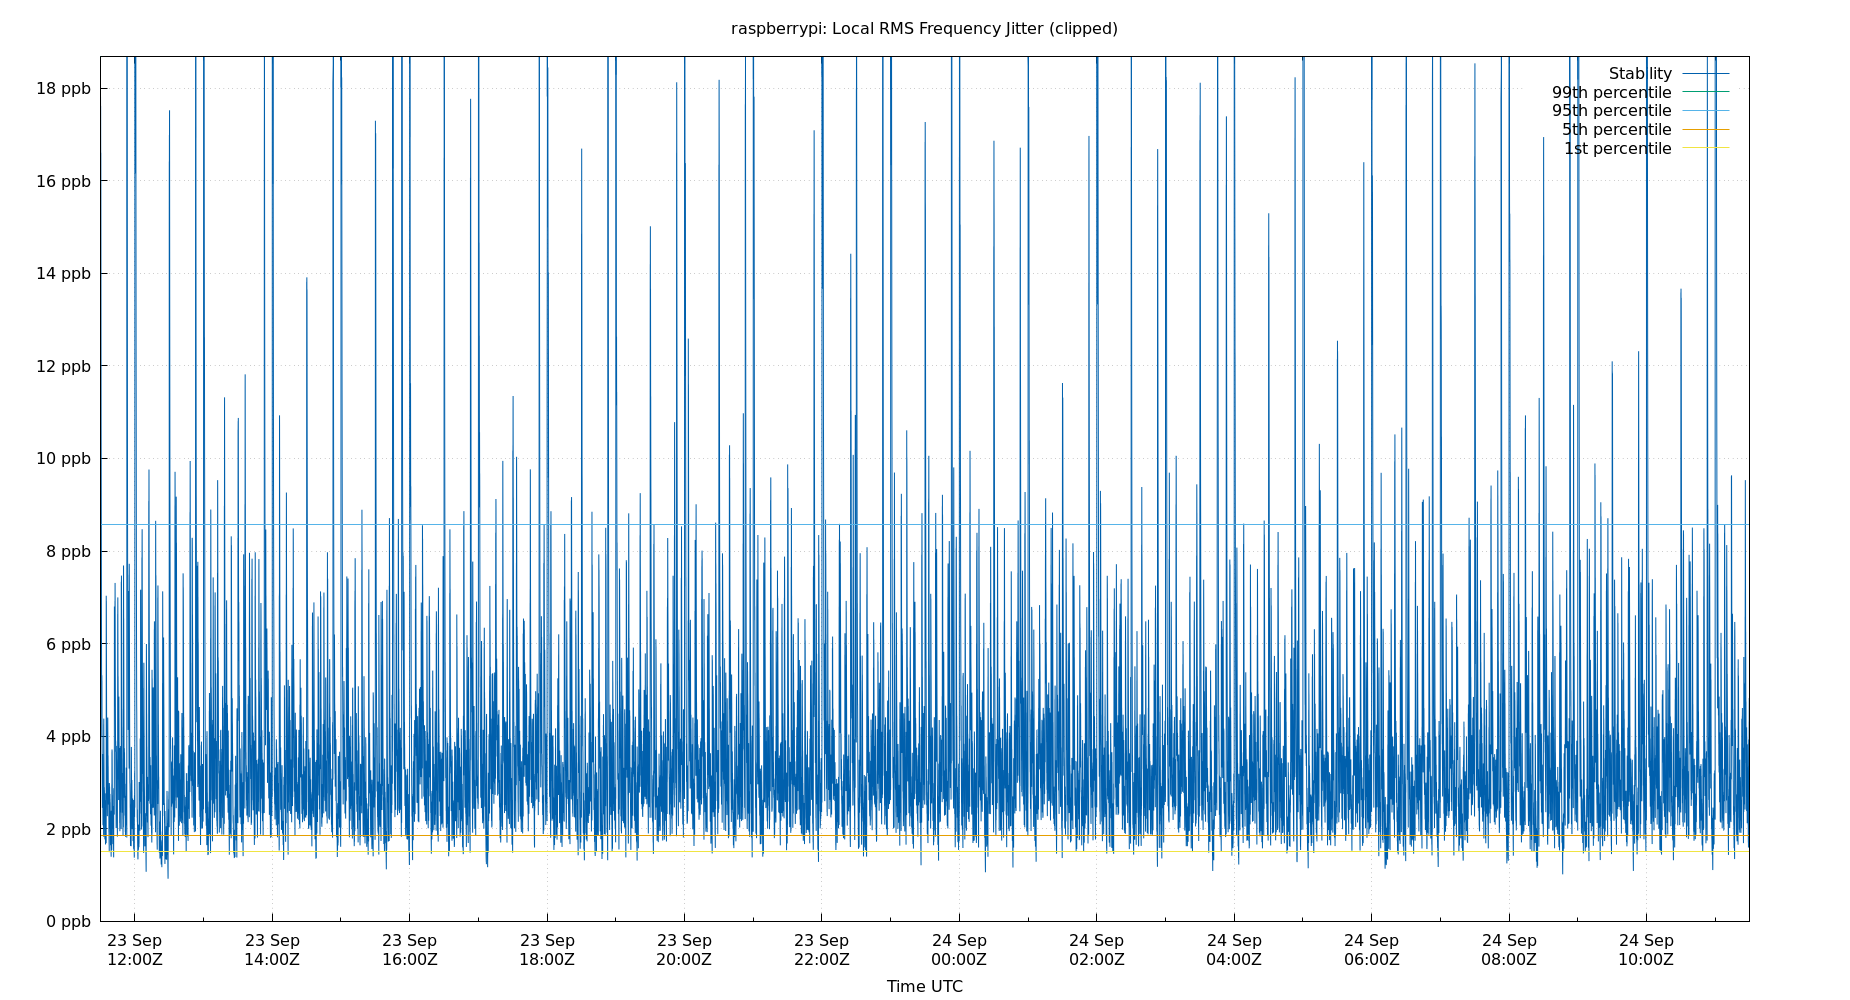 raspberrypi: Local RMS Frequency Jitter (clipped)
18 ppb
16 ppb
14 ppb
12 ppb
10 ppb
8 ppb
6 ppb
4 ppb
2 ppb
0 ppb
Stability
99th percentile
95th percentile
5th percentile
1st percentile
23 Sep 23 Sep 23 Sep 23 Sep 23 Sep 23 Sep 24 Sep 24 Sep 24 Sep 24 Sep 24 Sep 24 Sep
12:00Z 14:00Z 16:00Z 18:00Z 20:00Z 22:00Z 00:00Z 02:00Z 04:00Z 06:00Z 08:00Z 10:00Z
Time UTC